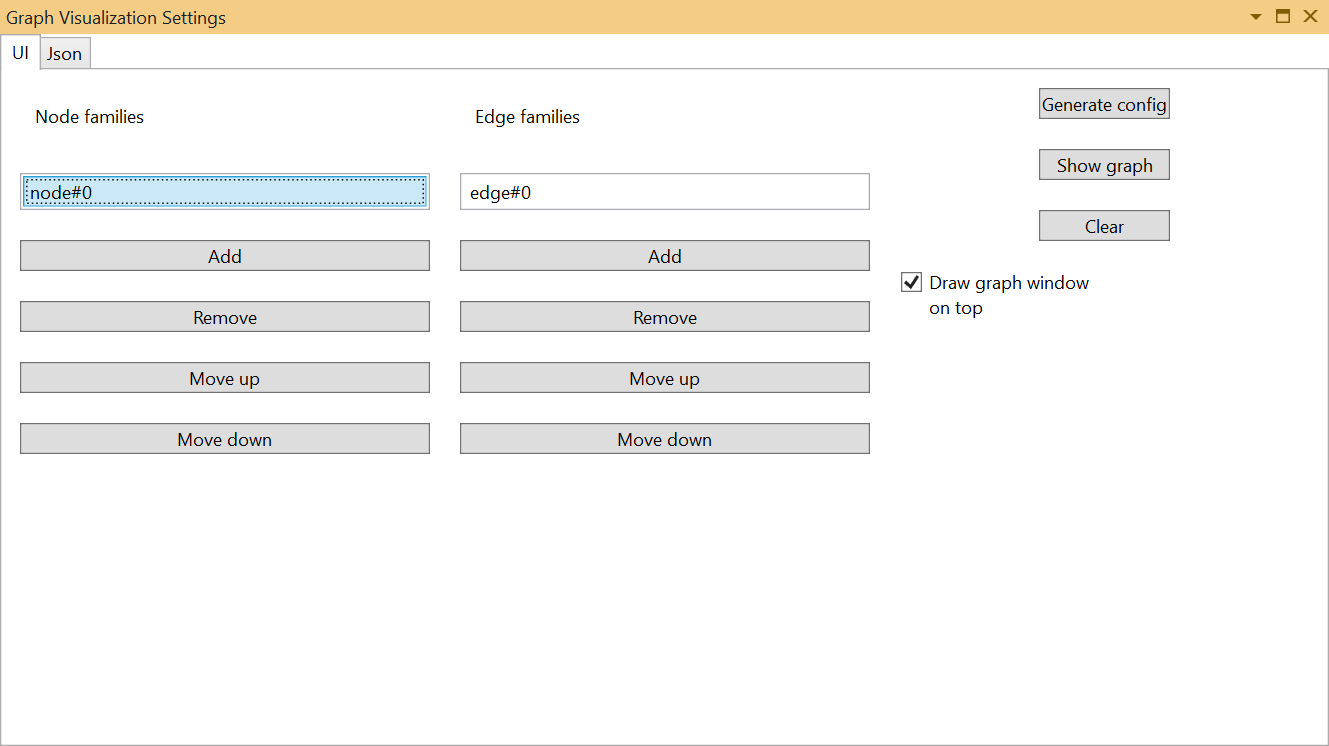 Graph Visualization Settings
UI
Json
Node families
Edge families
Generate config
Show graph
node#0
edge#0
Clear
Add
Add
Draw graph window
on top
Remove
Remove
Move up
Move up
Move down
Move down